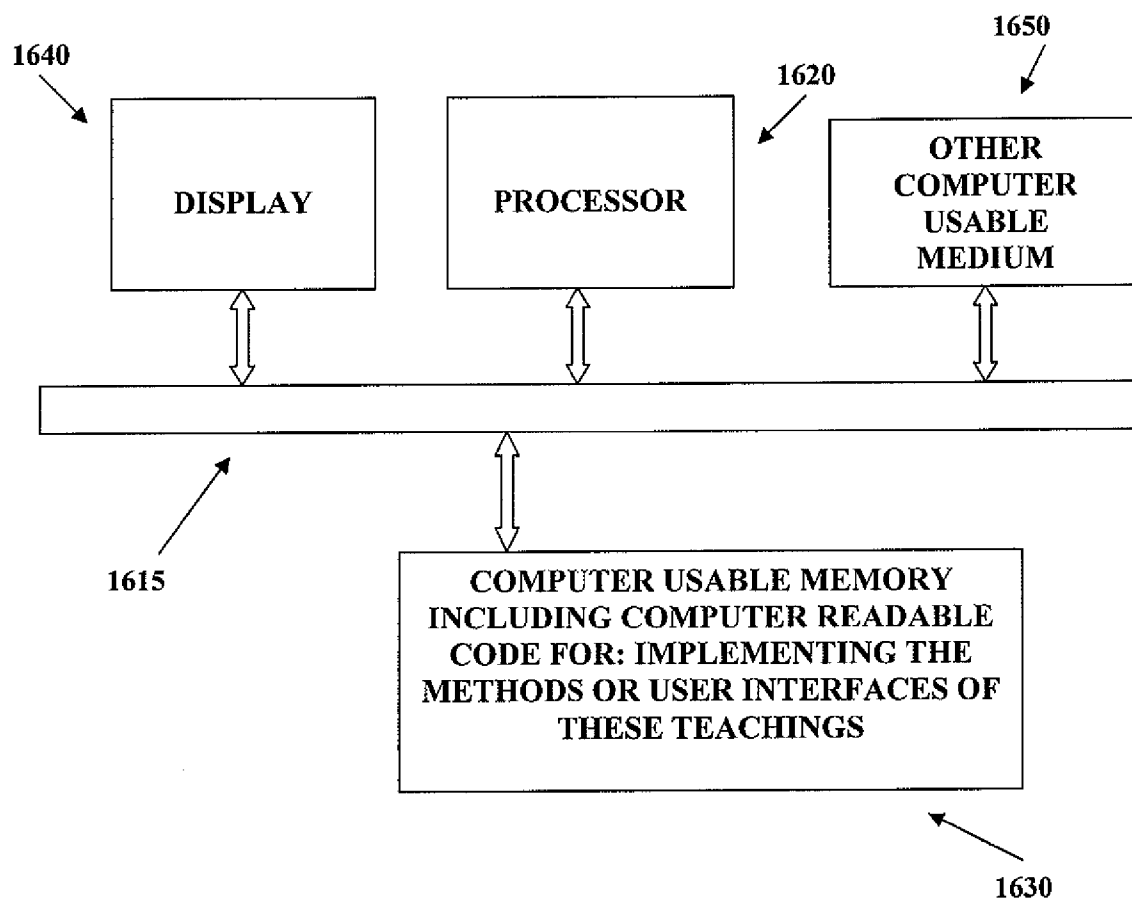 1640
1650
1620
DISPLAY
PROCESSOR
OTHER
COMPUTER
USABLE
MEDIUM
1615
COMPUTER USABLE MEMORY
INCLUDING COMPUTER READABLE
CODE FOR: IMPLEMENTING THE
METHODS OR USER INTERFACES OF
THESE TEACHINGS
1630